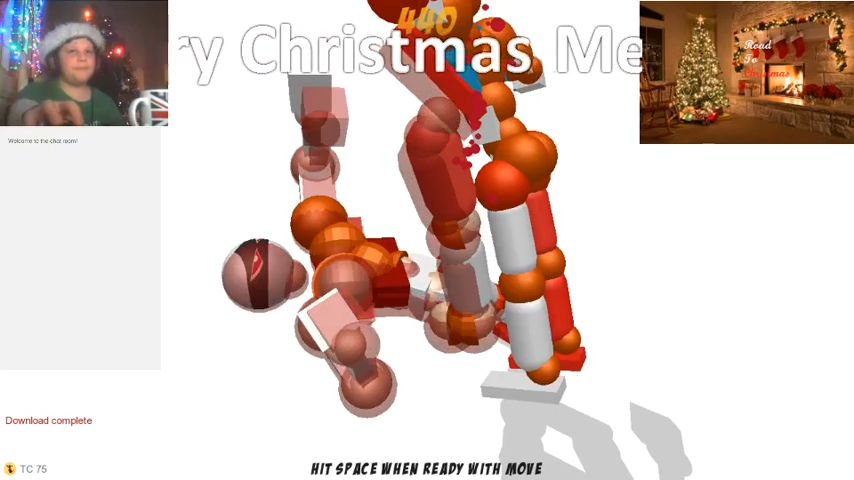 440
ry Christmas Me
Road
To
Christmas
Welcome to the chat room!
Download complete
TC 75
HIT SPACE WHEN READY WITH MOVE